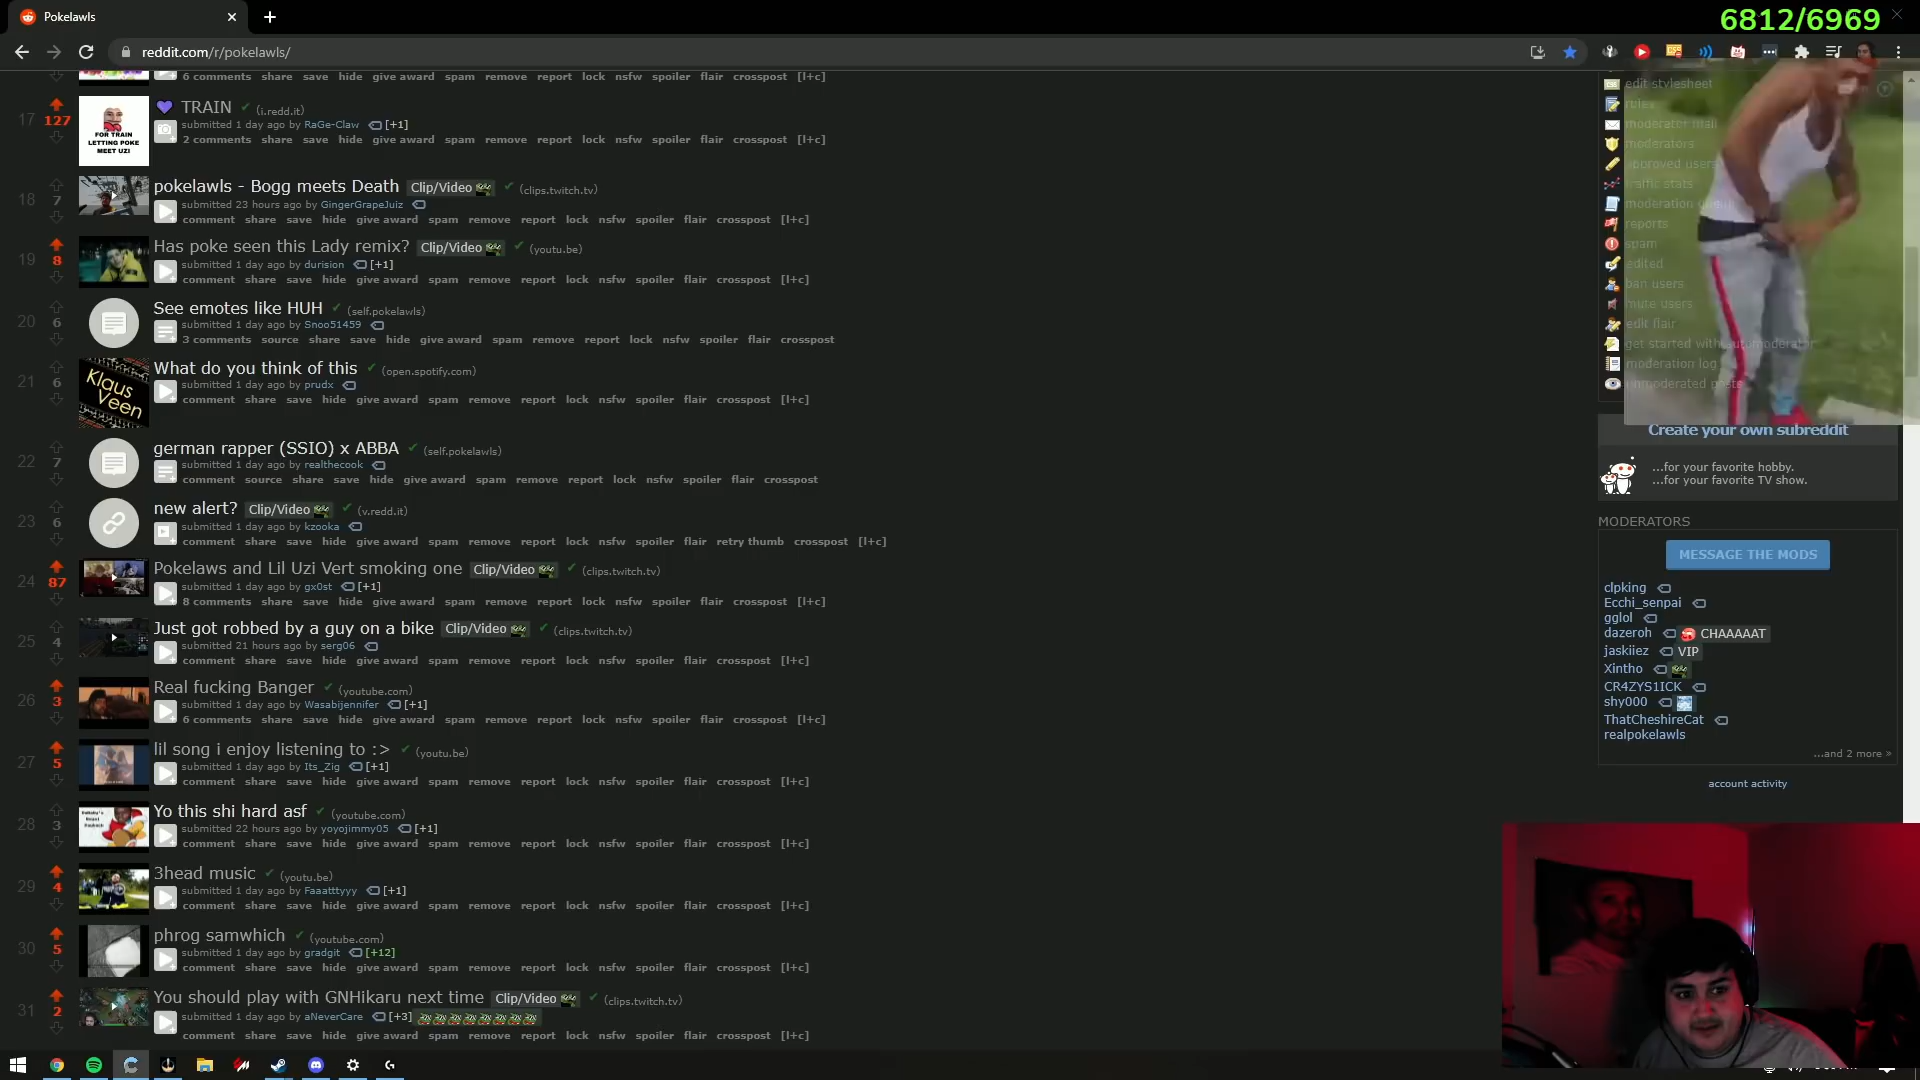 Pokelawls
6812/6969
reddit.com/r/pokelawls/
6 comments share save hide give award spam remove report lock nsfw spoiler flair crosspost [l+c]
17 127 FOR TRAIN LETTING POKE MEET UZI TRAIN (i.redd.it)
submitted 1 day ago by RaGe-Claw [+1]
2 comments share save hide give award spam remove report lock nsfw spoiler flair crosspost [l+c]
18 7 pokelawls - Bogg meets Death Clip/Video (clips.twitch.tv)
submitted 23 hours ago by GingerGrapeJuiz
comment share save hide give award spam remove report lock nsfw spoiler flair crosspost [l+c]
19 8 Has poke seen this Lady remix? Clip/Video (youtu.be)
submitted 1 day ago by durision [+1]
comment share save hide give award spam remove report lock nsfw spoiler flair crosspost [l+c]
20 6 See emotes like HUH (self.pokelawls)
submitted 1 day ago by Snoo51459
3 comments source share save hide give award spam remove report lock nsfw spoiler flair crosspost
21 6 Klaus Veen What do you think of this (open.spotify.com)
submitted 1 day ago by prudx
comment share save hide give award spam remove report lock nsfw spoiler flair crosspost [l+c]
22 7 german rapper (SSIO) x ABBA (self.pokelawls)
submitted 1 day ago by realthecook
comment source share save hide give award spam remove report lock nsfw spoiler flair crosspost
23 6 new alert? Clip/Video (v.redd.it)
submitted 1 day ago by kzooka
comment share save hide give award spam remove report lock nsfw spoiler flair retry thumb crosspost [l+c]
24 87 Pokelaws and Lil Uzi Vert smoking one Clip/Video (clips.twitch.tv)
submitted 1 day ago by gx0st [+1]
8 comments share save hide give award spam remove report lock nsfw spoiler flair crosspost [l+c]
25 4 Just got robbed by a guy on a bike Clip/Video (clips.twitch.tv)
submitted 21 hours ago by serg06
comment share save hide give award spam remove report lock nsfw spoiler flair crosspost [l+c]
26 3 Real fucking Banger (youtube.com)
submitted 1 day ago by Wasabijennifer [+1]
6 comments share save hide give award spam remove report lock nsfw spoiler flair crosspost [l+c]
27 5 lil song i enjoy listening to :> (youtu.be)
submitted 1 day ago by Its_Zig [+1]
comment share save hide give award spam remove report lock nsfw spoiler flair crosspost [l+c]
28 3 Yo this shi hard asf (youtube.com)
submitted 22 hours ago by yoyojimmy05 [+1]
comment share save hide give award spam remove report lock nsfw spoiler flair crosspost [l+c]
29 4 3head music (youtu.be)
submitted 1 day ago by Faaatttyyy [+1]
comment share save hide give award spam remove report lock nsfw spoiler flair crosspost [l+c]
30 5 phrog samwhich (youtube.com)
submitted 1 day ago by gradgit [+12]
comment share save hide give award spam remove report lock nsfw spoiler flair crosspost [l+c]
31 2 You should play with GNHikaru next time Clip/Video (clips.twitch.tv)
submitted 1 day ago by aNeverCare [+3]
comment share save hide give award spam remove report lock nsfw spoiler flair crosspost [l+c]
edit stylesheet
rules
moderator mail
moderators
approved users
traffic stats
reports
spam
edited
ban users
mute users
edit flair
get started with automoderator
moderation log
unmoderated posts
Create your own subreddit
...for your favorite hobby.
...for your favorite TV show.
MODERATORS
MESSAGE THE MODS
clpking
Ecchi_senpai
gglol
dazeroh CHAAAAAT
jaskiiez VIP
Xintho
CR4ZYS1ICK
shy000
ThatCheshireCat
realpokelawls
...and 2 more »
account activity